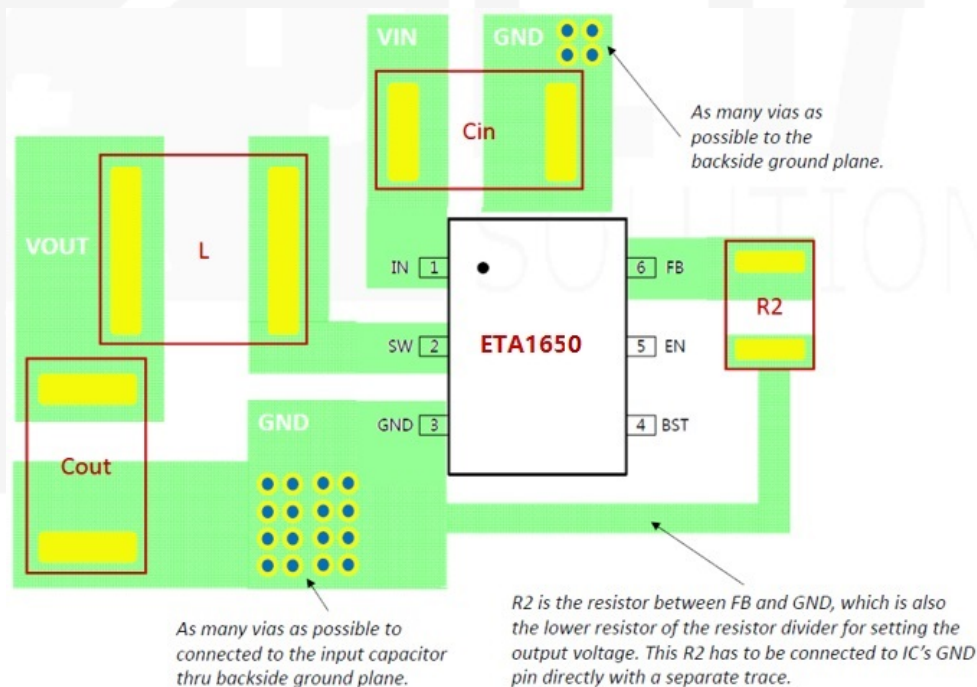 VIN
GND
As many vias as
possible to the
backside ground plane.
Cin
SOLUTION
VOUT
L
IN 1
6 FB
R2
SW 2
ETA1650
5 EN
GND
GND 3
4 BST
Cout
R2 is the resistor between FB and GND, which is also
the lower resistor of the resistor divider for setting the
output voltage. This R2 has to be connected to IC's GND
pin directly with a separate trace.
As many vias as possible to
connected to the input capacitor
thru backside ground plane.